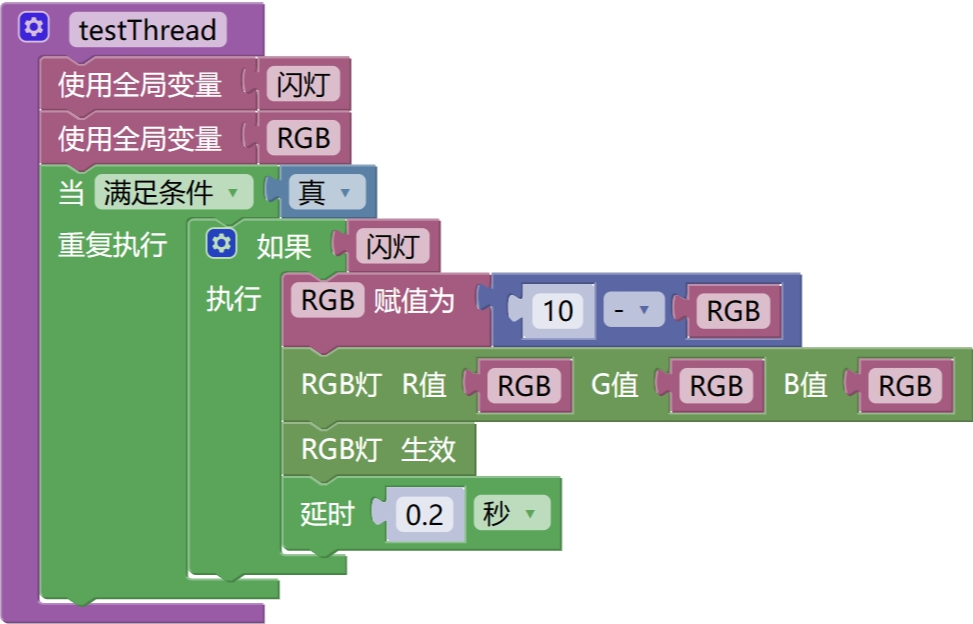 testThread
使用全局变量 闪灯
使用全局变量 RGB
当 满足条件 真
重复执行 如果 闪灯
执行 RGB 赋值为 10 - RGB
RGB灯 R值 RGB G值 RGB B值 RGB
RGB灯 生效
延时 0.2 秒